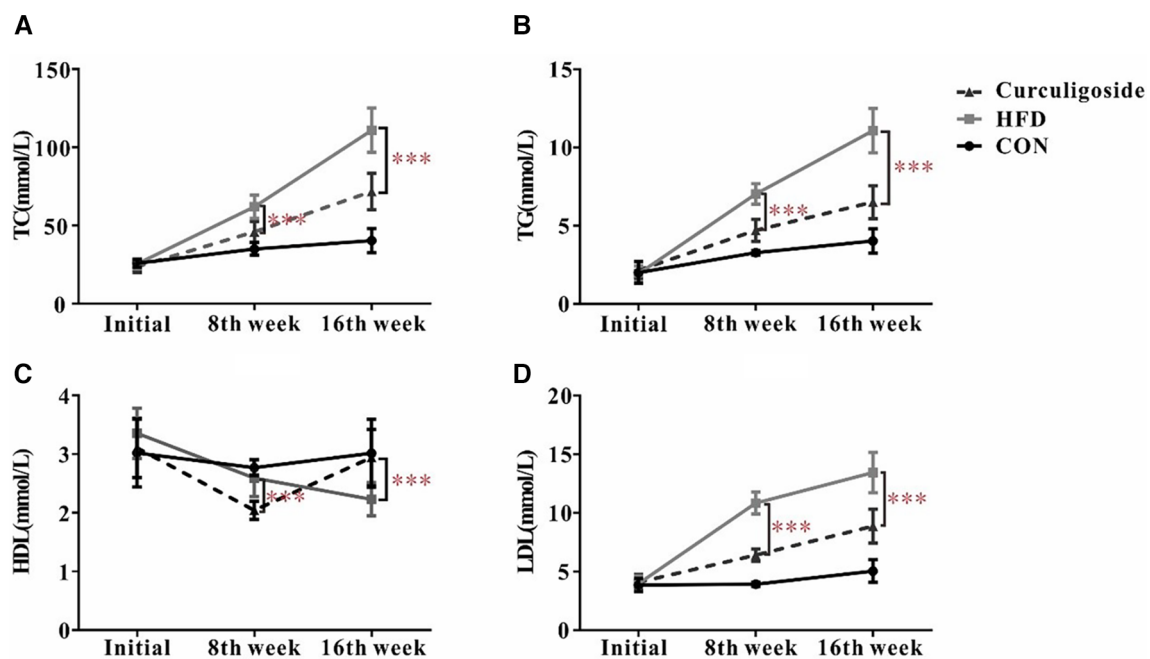 A
TC(mmol/L)
150
100
50
0
***
***
Initial 8th week 16th week
B
TG(mmol/L)
15
10
5
0
***
***
Initial 8th week 16th week
Curculigoside
HFD
CON
C
HDL(mmol/L)
4
3
2
1
0
***
***
Initial 8th week 16th week
D
LDL(mmol/L)
20
15
10
5
0
***
***
Initial 8th week 16th week